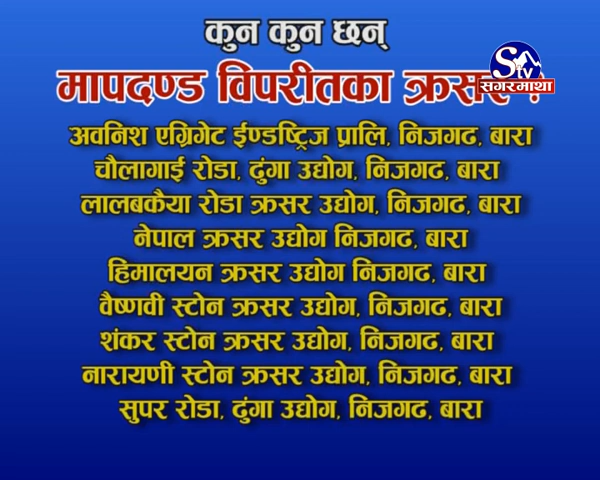 कुन कुन छन्
मापदण्ड विपरीतका क्रसर ?
S tv
सगरमाथा
अवनिश एग्रिगेट ईण्डष्ट्रिज प्रालि, निजगढ, बारा
चौलागाई रोडा, ढुंगा उद्योग, निजगढ, बारा
लालबकैया रोडा क्रसर उद्योग, निजगढ, बारा
नेपाल क्रसर उद्योग निजगढ, बारा
हिमालयन क्रसर उद्योग निजगढ, बारा
वैष्णवी स्टोन क्रसर उद्योग, निजगढ, बारा
शंकर स्टोन क्रसर उद्योग, निजगढ, बारा
नारायणी स्टोन क्रसर उद्योग, निजगढ, बारा
सुपर रोडा, ढुंगा उद्योग, निजगढ, बारा